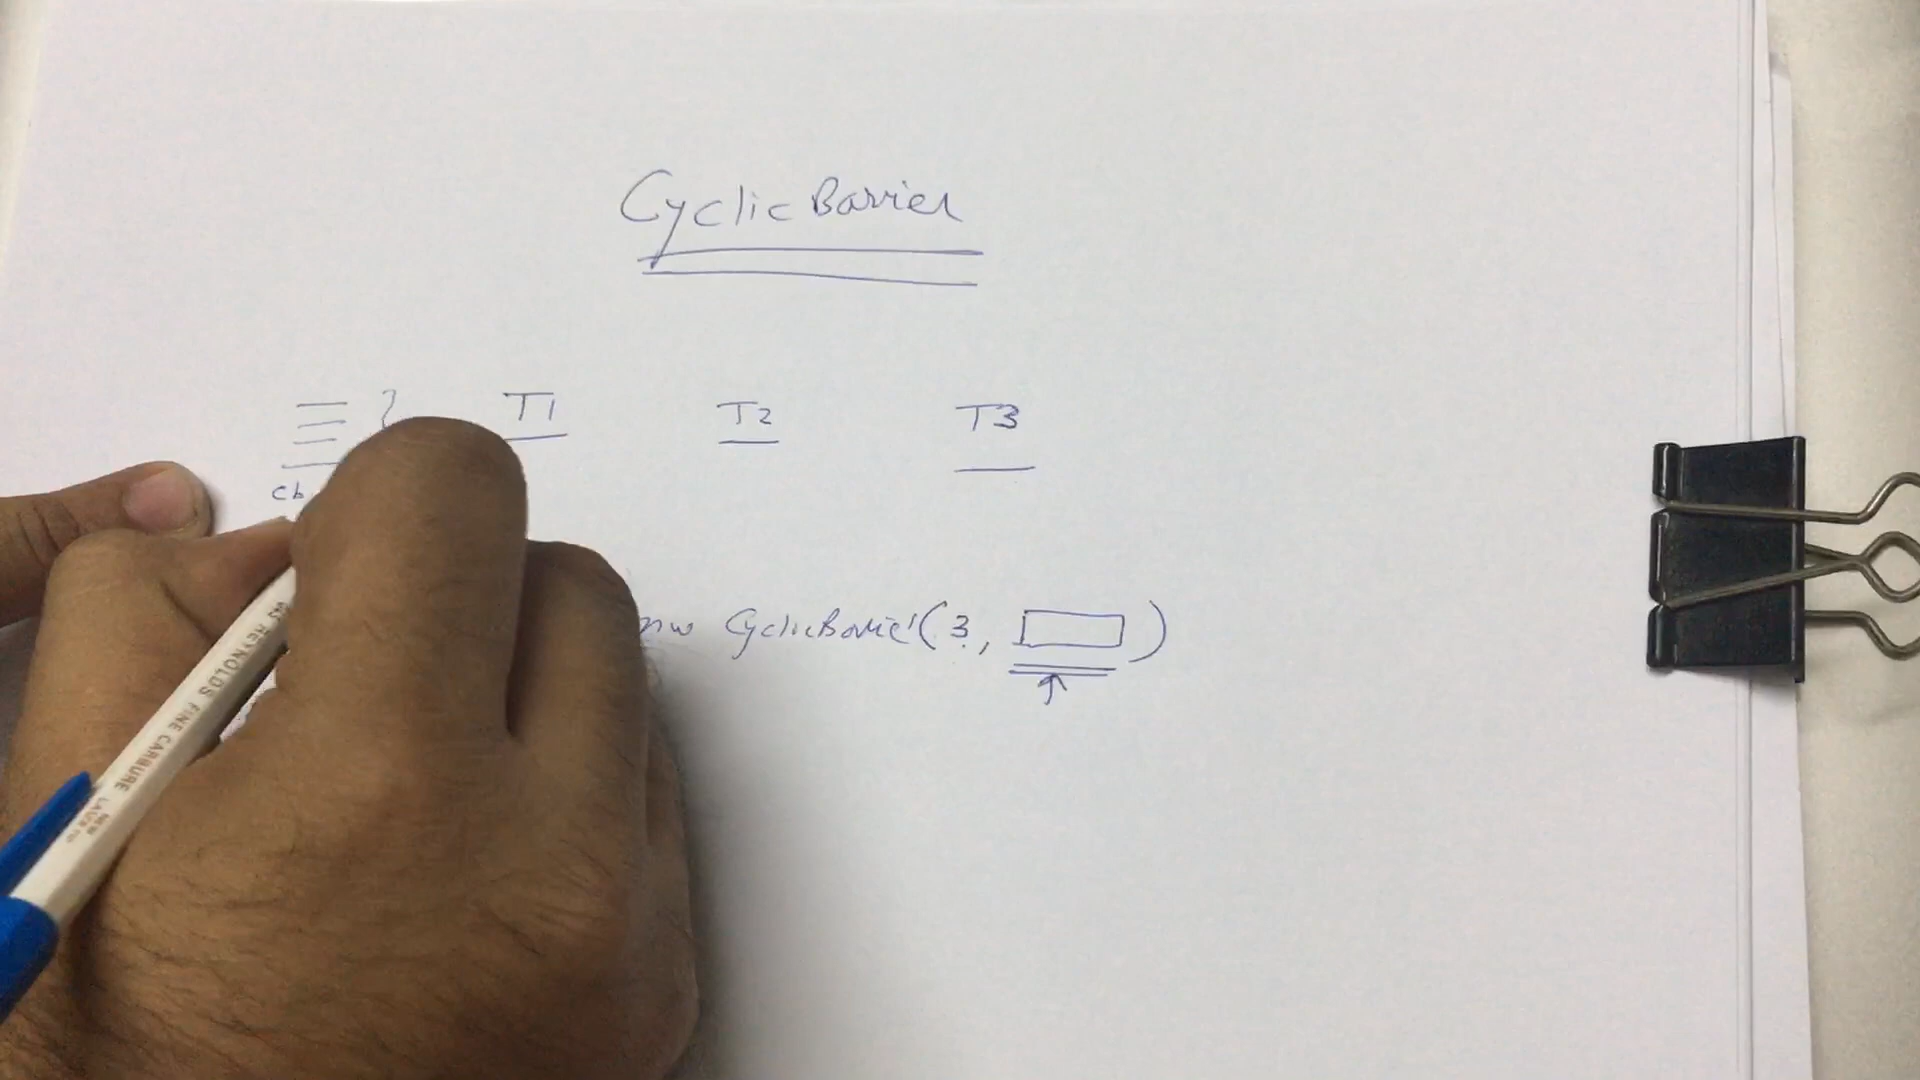 CyclicBarrier
T1 T2 T3
cb
new CyclicBarrier(3, )
REYNOLDS FINE CARBURE